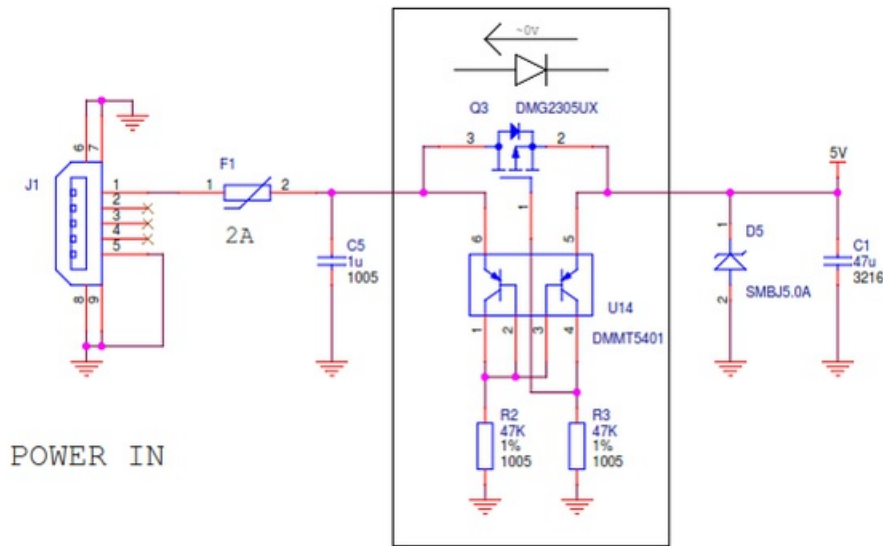 ~0V
Q3 DMG2305UX
3
2
1
6
7
J1
F1
1
1
2
2
3
4
5
2A
8
9
C5
1u
1005
6
5
U14
1
2
3
4
DMMT5401
R2
47K
1%
1005
R3
47K
1%
1005
5V
1
D5
2
SMBJ5.0A
C1
47u
3216
POWER IN